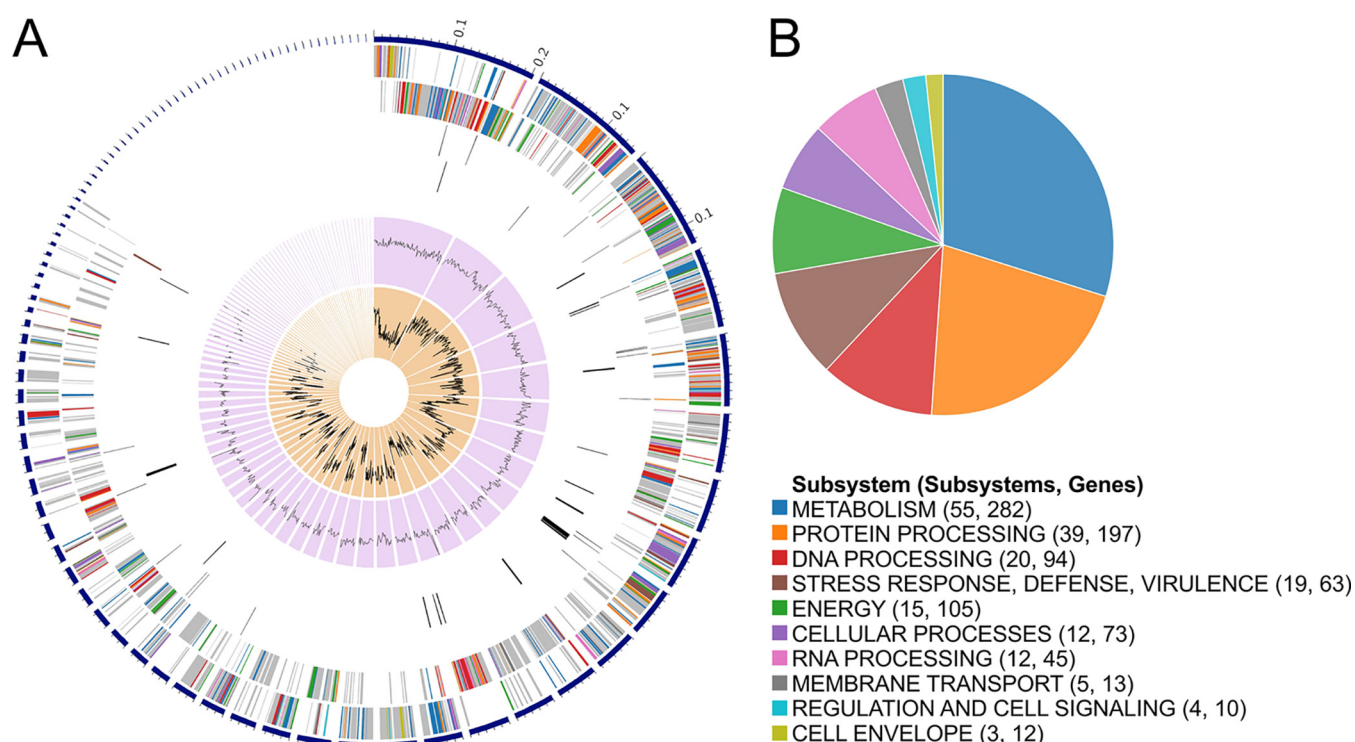 A
B
0.1
0.2
0.1
0.1
Subsystem (Subsystems, Genes)
METABOLISM (55, 282)
PROTEIN PROCESSING (39, 197)
DNA PROCESSING (20, 94)
STRESS RESPONSE, DEFENSE, VIRULENCE (19, 63)
ENERGY (15, 105)
CELLULAR PROCESSES (12, 73)
RNA PROCESSING (12, 45)
MEMBRANE TRANSPORT (5, 13)
REGULATION AND CELL SIGNALING (4, 10)
CELL ENVELOPE (3, 12)